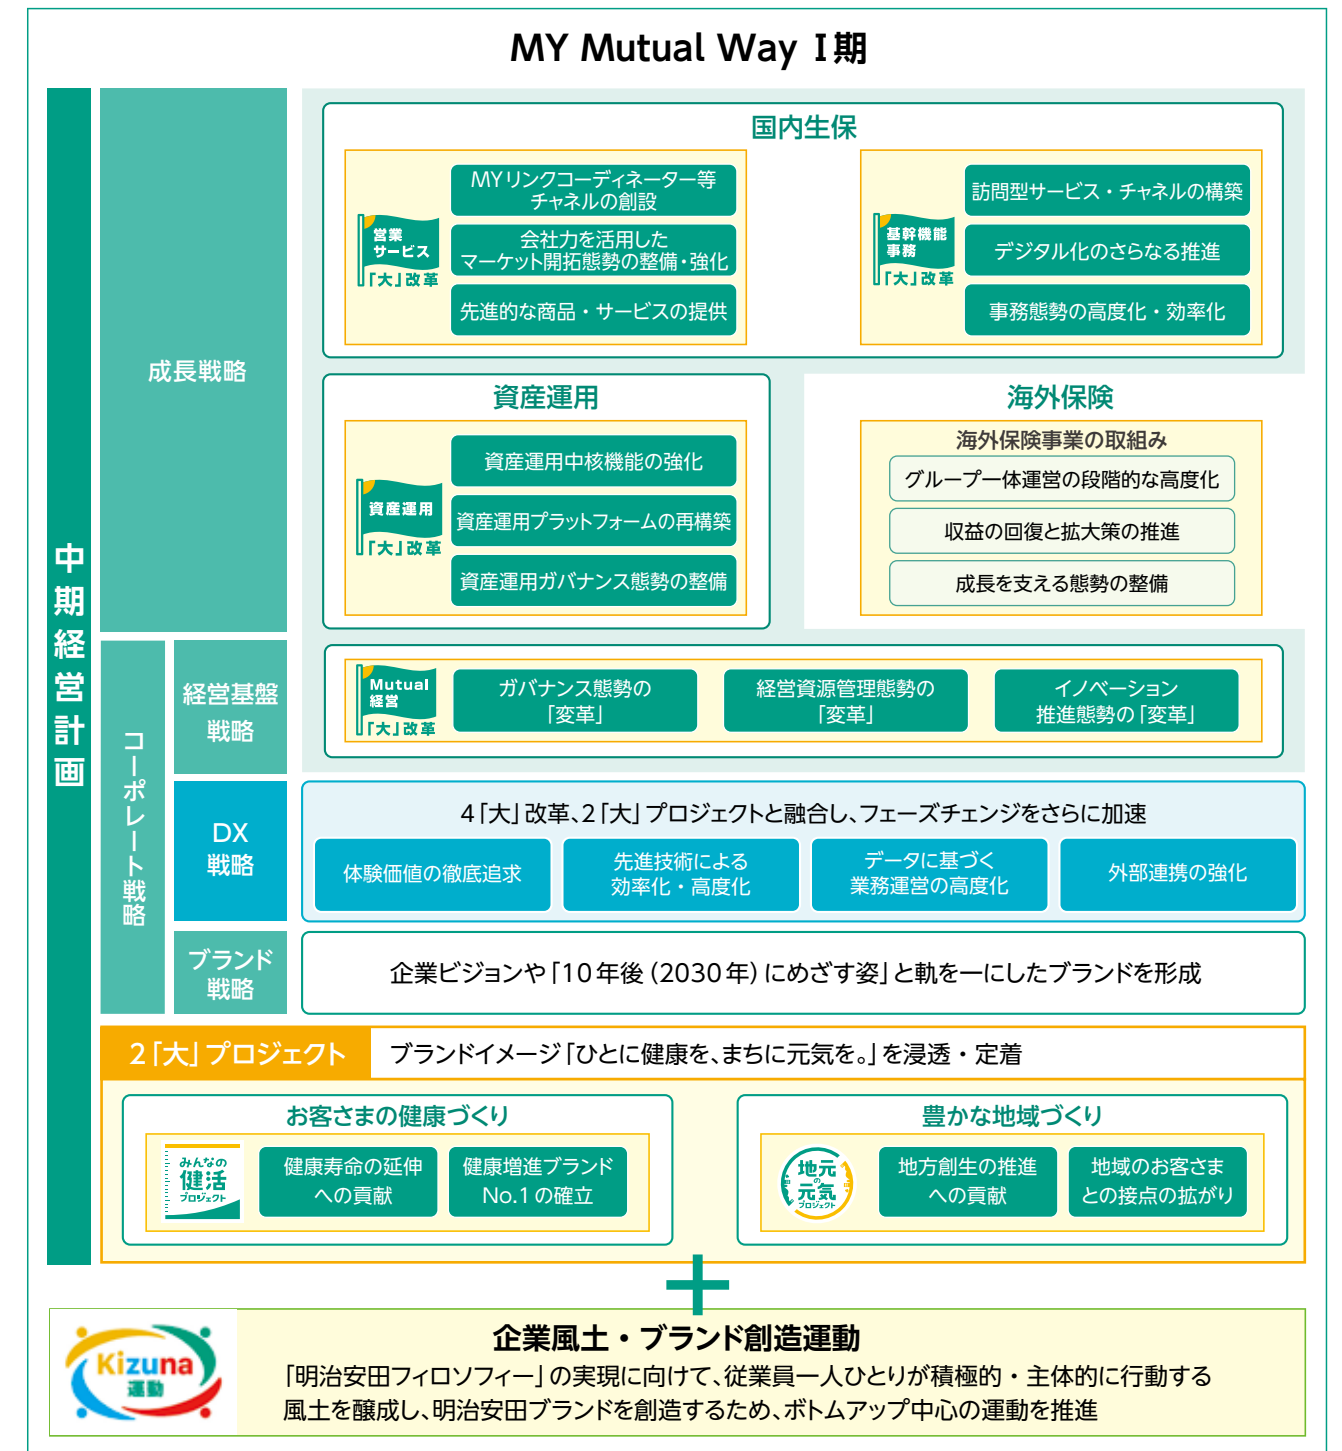 MY Mutual Way Ⅰ期
中期経営計画
成長戦略
国内生保
営業
サービス
「大」改革
MYリンクコーディネーター等
チャネルの創設
会社力を活用した
マーケット開拓態勢の整備・強化
先進的な商品・サービスの提供
基幹機能
事務
「大」改革
訪問型サービス・チャネルの構築
デジタル化のさらなる推進
事務態勢の高度化・効率化
資産運用
資産運用
「大」改革
資産運用中核機能の強化
資産運用プラットフォームの再構築
資産運用ガバナンス態勢の整備
海外保険
海外保険事業の取組み
グループ一体運営の段階的な高度化
収益の回復と拡大策の推進
成長を支える態勢の整備
コーポレート戦略
経営基盤
戦略
Mutual
経営
「大」改革
ガバナンス態勢の
「変革」
経営資源管理態勢の
「変革」
イノベーション
推進態勢の「変革」
DX
戦略
4「大」改革、2「大」プロジェクトと融合し、フェーズチェンジをさらに加速
体験価値の徹底追求
先進技術による
効率化・高度化
データに基づく
業務運営の高度化
外部連携の強化
ブランド
戦略
企業ビジョンや「10年後（2030年）にめざす姿」と軌を一にしたブランドを形成
2「大」プロジェクト
ブランドイメージ「ひとに健康を、まちに元気を。」を浸透・定着
お客さまの健康づくり
みんなの
健活
プロジェクト
健康寿命の延伸
への貢献
健康増進ブランド
No.1の確立
豊かな地域づくり
地元
の
元気
プロジェクト
地方創生の推進
への貢献
地域のお客さま
との接点の拡がり
+
Kizuna
運動
企業風土・ブランド創造運動
「明治安田フィロソフィー」の実現に向けて、従業員一人ひとりが積極的・主体的に行動する
風土を醸成し、明治安田ブランドを創造するため、ボトムアップ中心の運動を推進